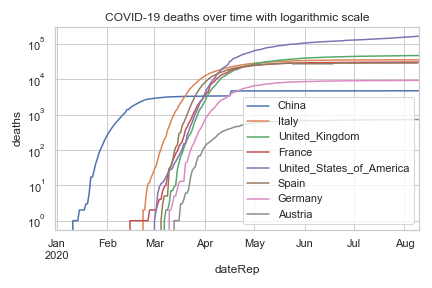 COVID-19 deaths over time with logarithmic scale
deaths
10^5
10^4
10^3
10^2
10^1
10^0
China
Italy
United_Kingdom
France
United_States_of_America
Spain
Germany
Austria
Jan Feb Mar Apr May Jun Jul Aug
2020
dateRep